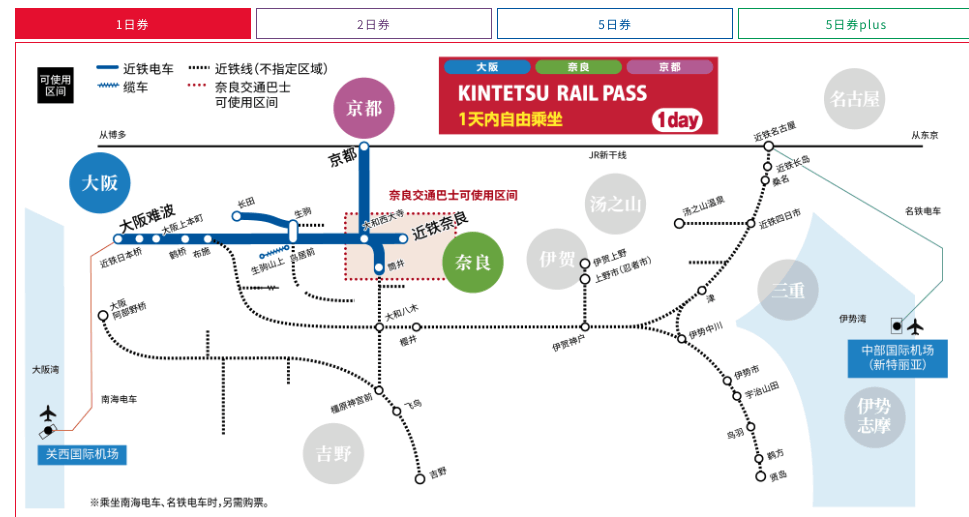 1日券
2日券
5日券
5日券plus
可使用
区间
近铁电车
缆车
近铁线(不指定区域)
奈良交通巴士
可使用区间
大阪
奈良
京都
KINTETSU RAIL PASS
1天内自由乘坐
1day
京都
名古屋
从博多
从东京
近铁名古屋
JR新干线
京都
大阪
奈良交通巴士可使用区间
近铁长岛
桑名
汤之山
汤之山温泉
名铁电车
近铁四日市
长田
生驹
大和西大寺
近铁奈良
大阪难波
大阪上本町
近铁日本桥
鹤桥
布施
生驹山上
鸟居前
筒井
奈良
伊贺
伊贺上野
上野市(忍者市)
三重
津
大阪
阿部野桥
大和八木
樱井
伊贺神户
伊势中川
伊势湾
中部国际机场
(新特丽亚)
大阪湾
南海电车
橿原神宫前
飞鸟
伊势市
宇治山田
伊势
志摩
鸟羽
鹤方
贤岛
关西国际机场
吉野
吉野
※乘坐南海电车、名铁电车时,另需购票。